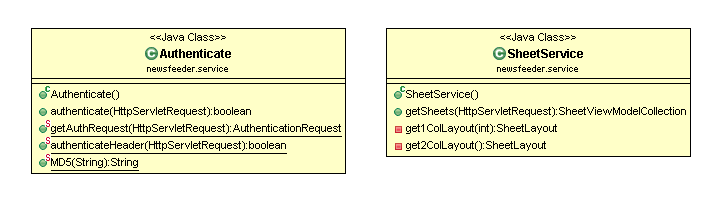 <<Java Class>>
Authenticate
newsfeeder.service
Authenticate()
authenticate(HttpServletRequest):boolean
getAuthRequest(HttpServletRequest):AuthenticationRequest
authenticateHeader(HttpServletRequest):boolean
MD5(String):String
<<Java Class>>
SheetService
newsfeeder.service
SheetService()
getSheets(HttpServletRequest):SheetViewModelCollection
get1ColLayout(int):SheetLayout
get2ColLayout():SheetLayout